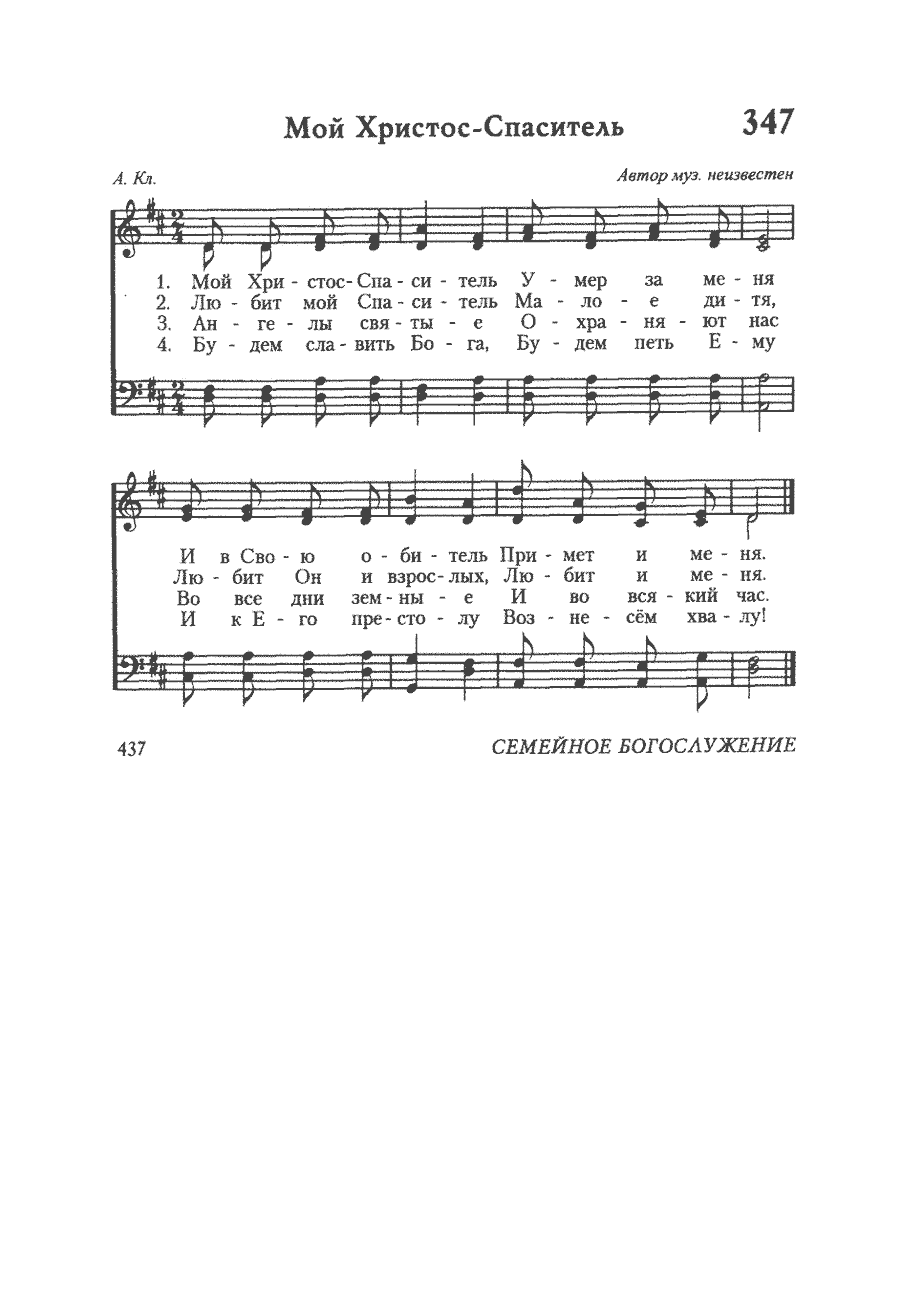 Мой Христос-Спаситель 347
А. Кл. Автор муз. неизвестен
1. Мой Хри - стос- Спа - си - тель У - мер за ме - ня
2. Лю - бит мой Спа - си - тель Ма - ло - е ди - тя,
3. Ан - ге - лы свя - ты - е О - хра - ня - ют нас
4. Бу - дем сла - вить Бо - га, Бу - дем петь Е - му
И в Сво - ю о - би - тель При - мет и ме - ня.
Лю - бит Он и взрос - лых, Лю - бит и ме - ня.
Во все дни зем - ны - е И во вся - кий час.
И к Е - го пре - сто - лу Воз - не - сём хва - лу!
437 СЕМЕЙНОЕ БОГОСЛУЖЕНИЕ